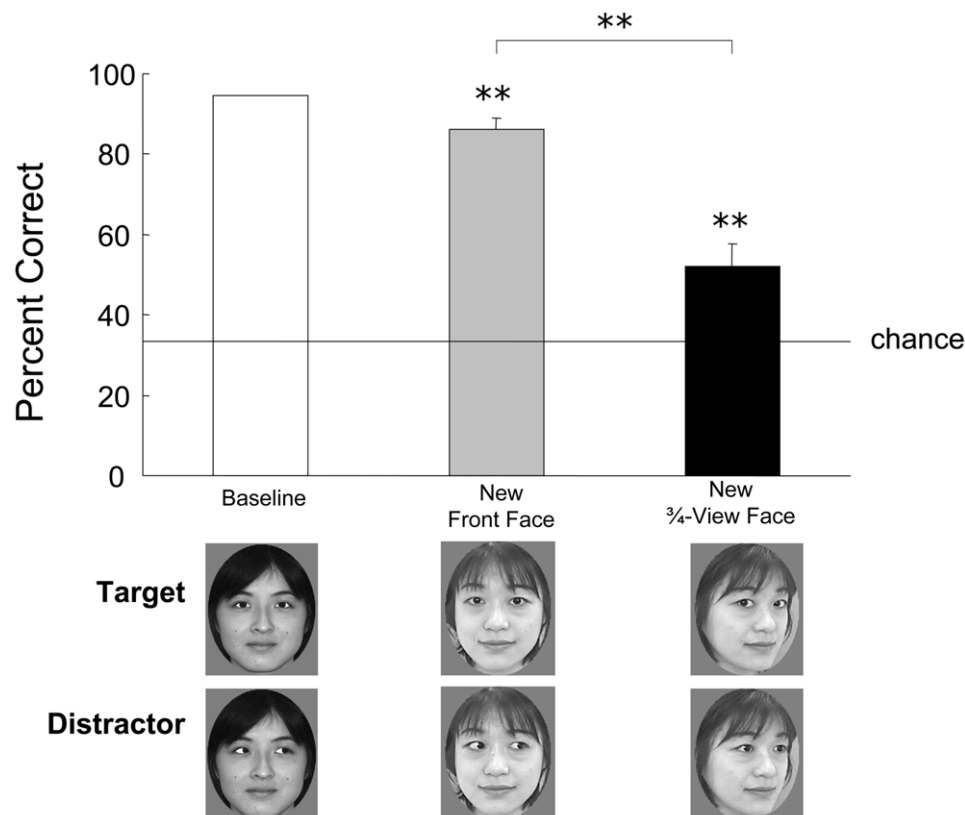 **
100
**
80
60
**
40
chance
20
0
Percent Correct
Baseline
New
Front Face
New
¾-View Face
Target
Distractor